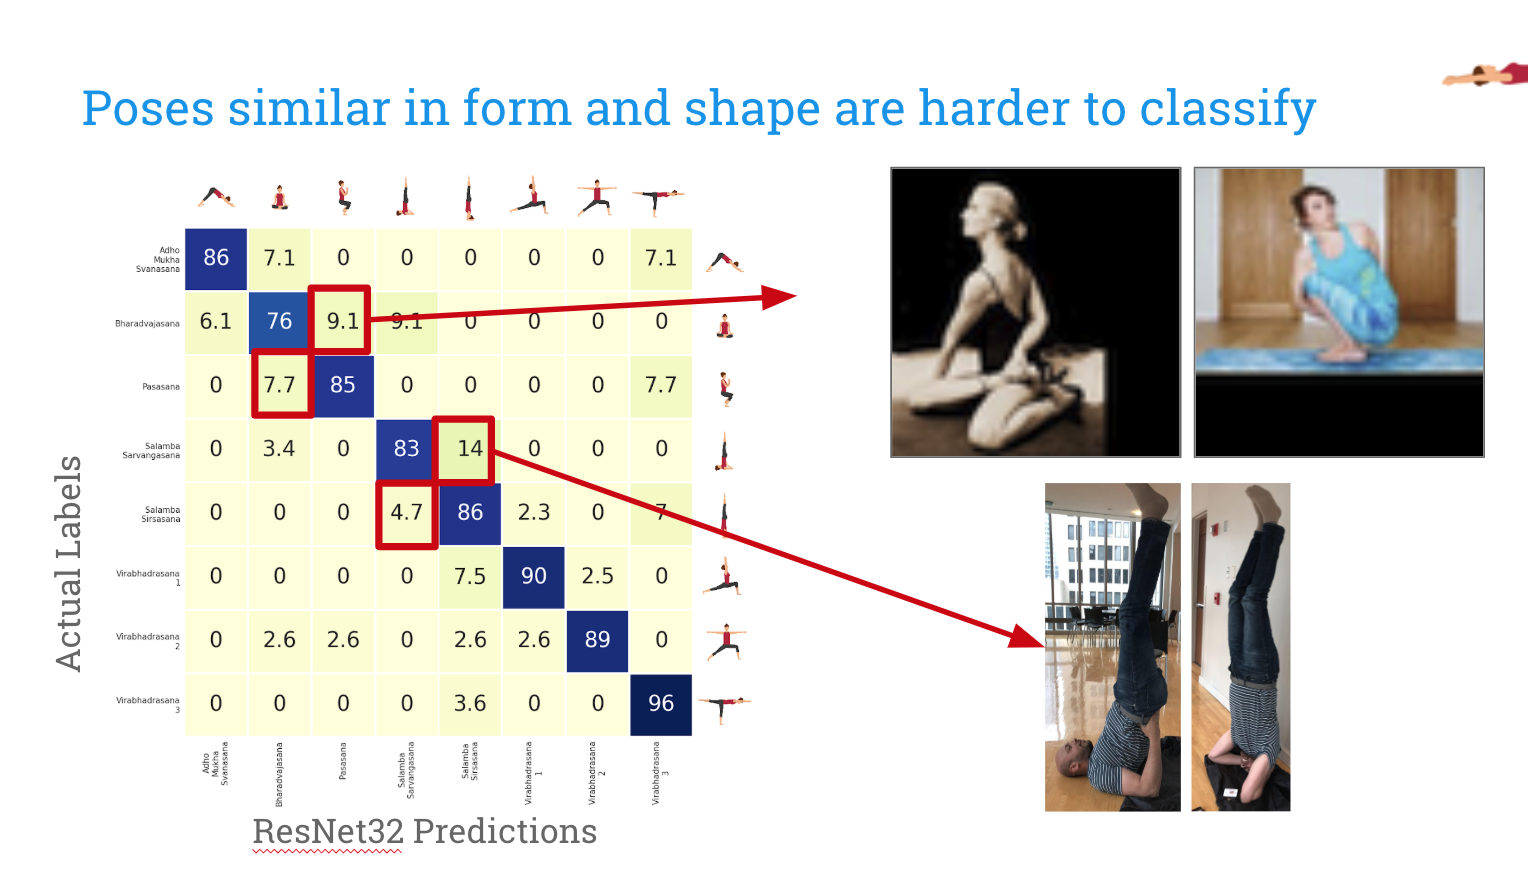 Poses similar in form and shape are harder to classify
Adho
Mukha
Svanasana
86 7.1 0 0 0 0 0 7.1
Bharadvajasana
6.1 76 9.1 9.1 0 0 0 0
Pasasana
0 7.7 85 0 0 0 0 7.7
Salamba
Sarvangasana
0 3.4 0 83 14 0 0 0
Salamba
Sirsasana
0 0 0 4.7 86 2.3 0 7
Virabhadrasana
1
0 0 0 0 7.5 90 2.5 0
Virabhadrasana
2
0 2.6 2.6 0 2.6 2.6 89 0
Virabhadrasana
3
0 0 0 0 3.6 0 0 96
Actual Labels
Adho
Mukha
Svanasana
Bharadvajasana
Pasasana
Salamba
Sarvangasana
Salamba
Sirsasana
Virabhadrasana
1
Virabhadrasana
2
Virabhadrasana
3
ResNet32 Predictions